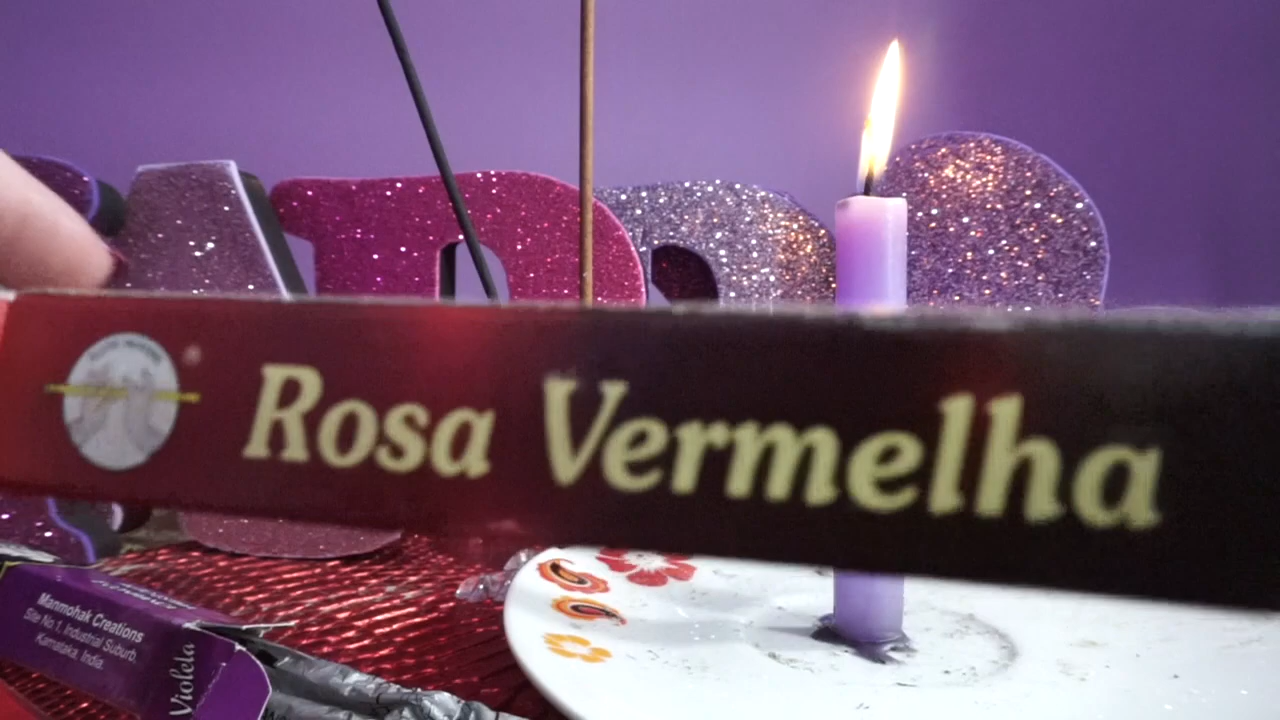 Rosa Vermelha
Manmohak Creations
Site No.1, Industrial Suburb,
Karnataka, India.
Violeta